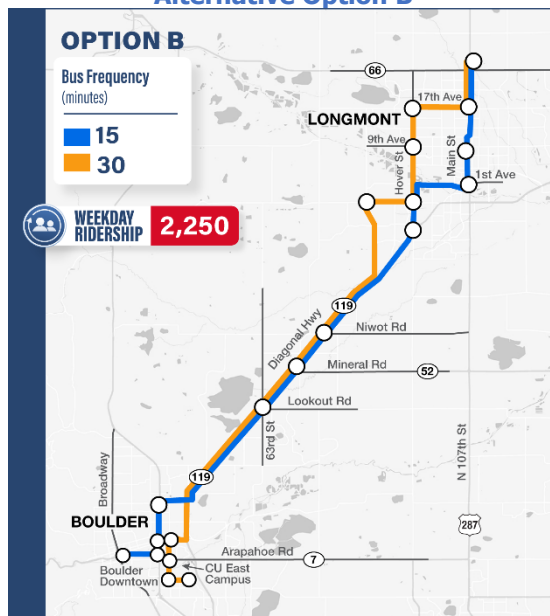 Alternative Option B
OPTION B
Bus Frequency
(minutes)
15
30
WEEKDAY
RIDERSHIP
2,250
66
17th Ave
LONGMONT
9th Ave
Hover St
Main St
1st Ave
119
Diagonal Hwy
Niwot Rd
Mineral Rd
52
Lookout Rd
63rd St
119
Broadway
N 107th St
BOULDER
287
Arapahoe Rd
7
Boulder
Downtown
CU East
Campus